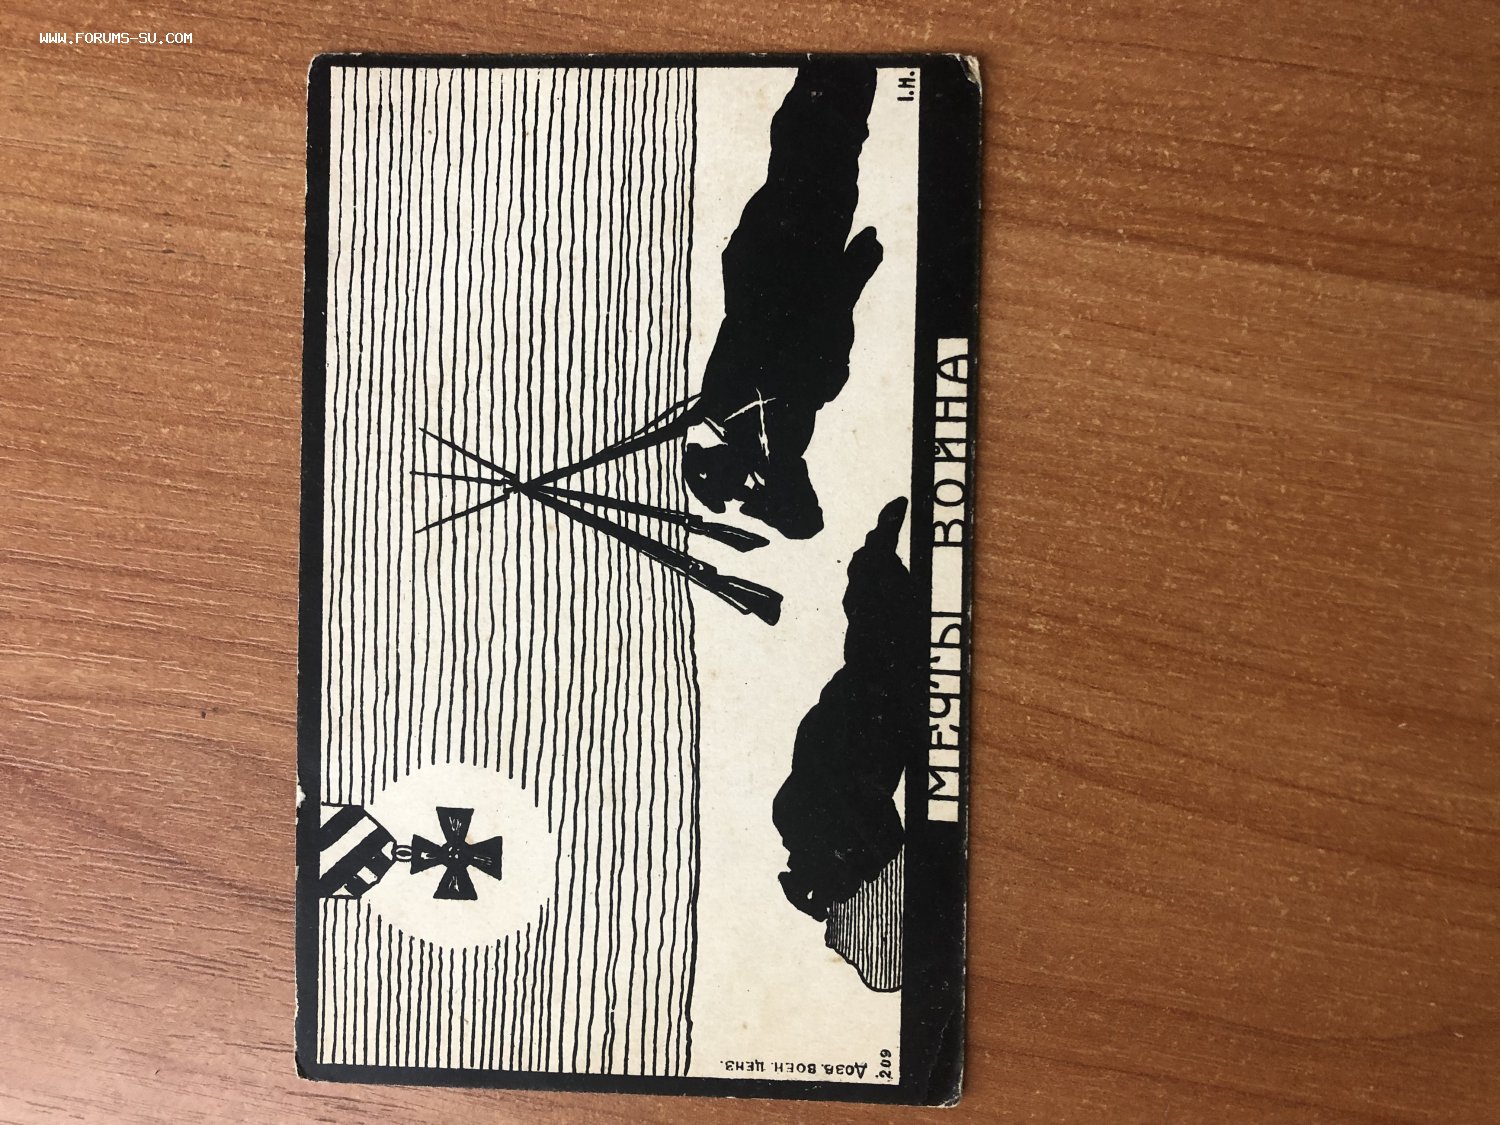 WWW.FORUMS-SU.COM
Дозв. воен. ценз.
209
І.Н.
МЕЧТЫ ВОИНА